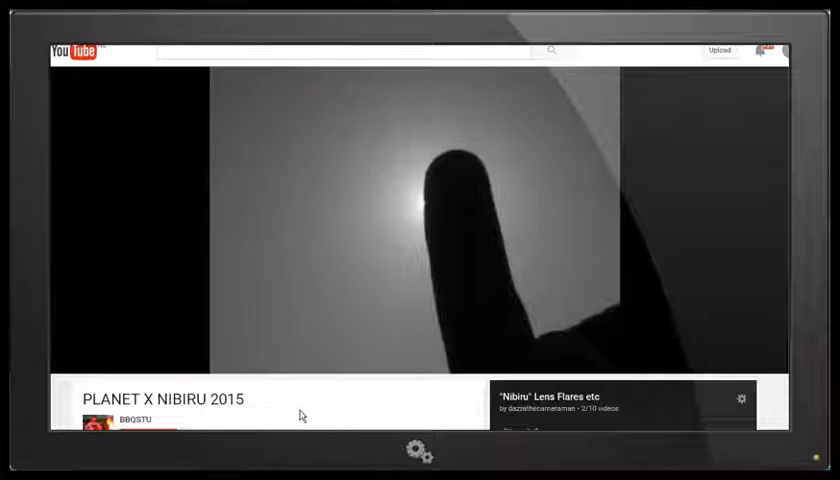 YouTube
Upload
PLANET X NIBIRU 2015
BBQSTU
"Nibiru" Lens Flares etc
by dazzathecameraman • 2/10 videos